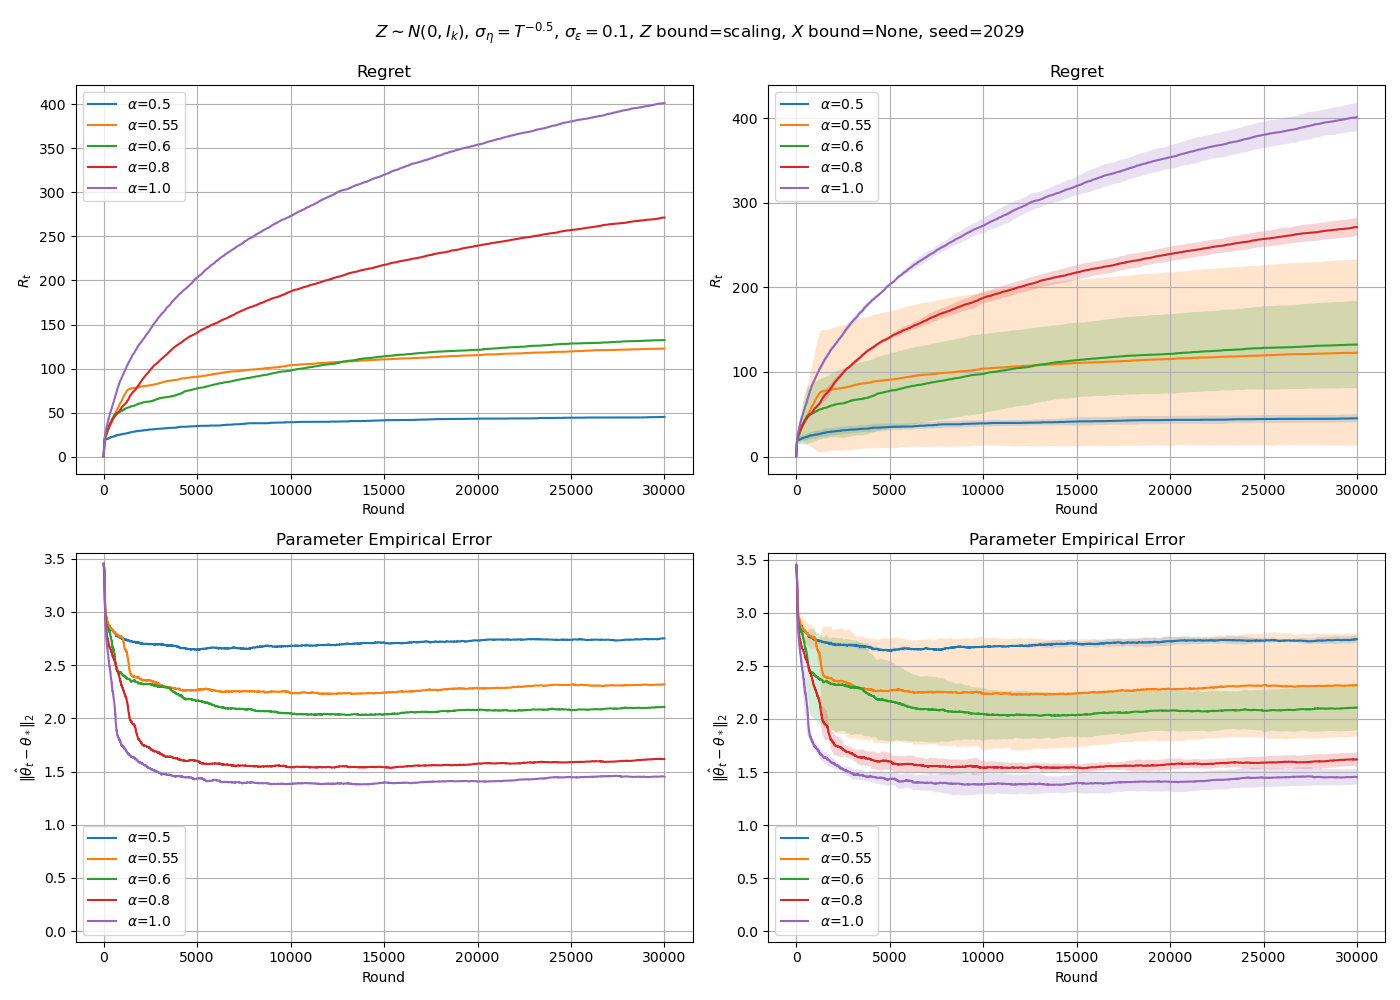 Z ~ N(0, I_k), σ_η = T^{-0.5}, σ_ε = 0.1, Z bound=scaling, X bound=None, seed=2029
Regret
α=0.5
α=0.55
α=0.6
α=0.8
α=1.0
R_t
400
350
300
250
200
150
100
50
0
0 5000 10000 15000 20000 25000 30000
Round
Regret
α=0.5
α=0.55
α=0.6
α=0.8
α=1.0
R_t
400
300
200
100
0
0 5000 10000 15000 20000 25000 30000
Round
Parameter Empirical Error
α=0.5
α=0.55
α=0.6
α=0.8
α=1.0
‖θ̂_t − θ_*‖_2
3.5
3.0
2.5
2.0
1.5
1.0
0.5
0.0
0 5000 10000 15000 20000 25000 30000
Round
Parameter Empirical Error
α=0.5
α=0.55
α=0.6
α=0.8
α=1.0
‖θ̂_t − θ_*‖_2
3.5
3.0
2.5
2.0
1.5
1.0
0.5
0.0
0 5000 10000 15000 20000 25000 30000
Round